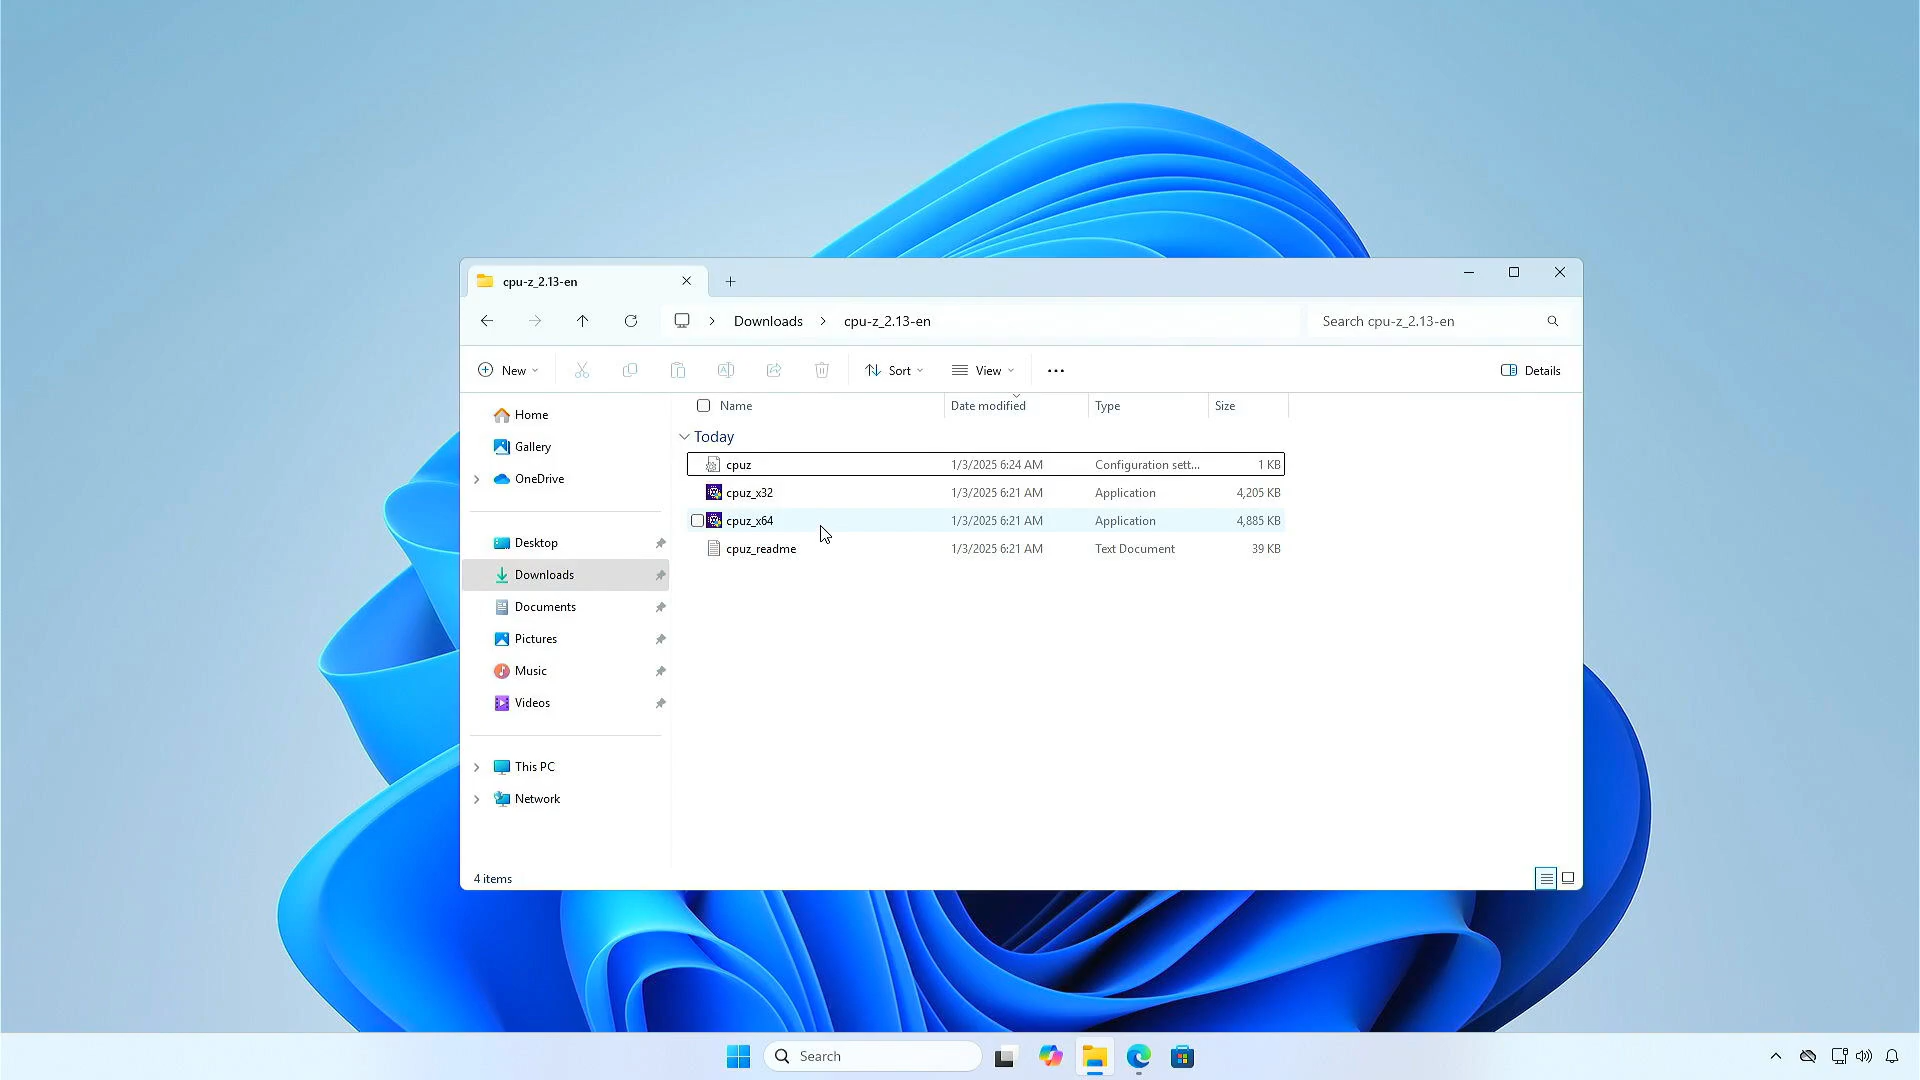 cpu-z_2.13-en
Downloads cpu-z_2.13-en Search cpu-z_2.13-en
New Sort View Details
Name Date modified Type Size
Today
cpuz 1/3/2025 6:24 AM Configuration sett... 1 KB
cpuz_x32 1/3/2025 6:21 AM Application 4,205 KB
cpuz_x64 1/3/2025 6:21 AM Application 4,885 KB
cpuz_readme 1/3/2025 6:21 AM Text Document 39 KB
Home
Gallery
OneDrive
Desktop
Downloads
Documents
Pictures
Music
Videos
This PC
Network
4 items
Search